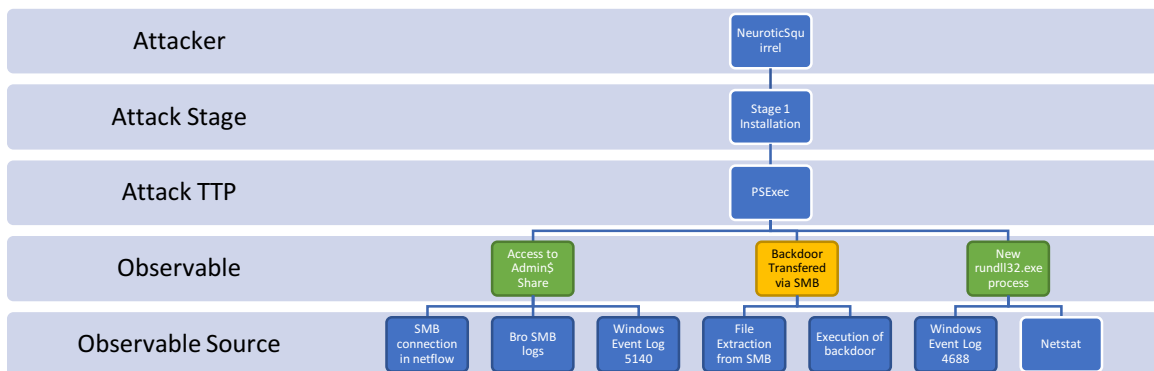 Attacker
NeuroticSqu
irrel
Attack Stage
Stage 1
Installation
Attack TTP
PSExec
Observable
Access to
Admin$
Share
Backdoor
Transfered
via SMB
New
rundll32.exe
process
Observable Source
SMB
connection
in netflow
Bro SMB
logs
Windows
Event Log
5140
File
Extraction
from SMB
Execution of
backdoor
Windows
Event Log
4688
Netstat